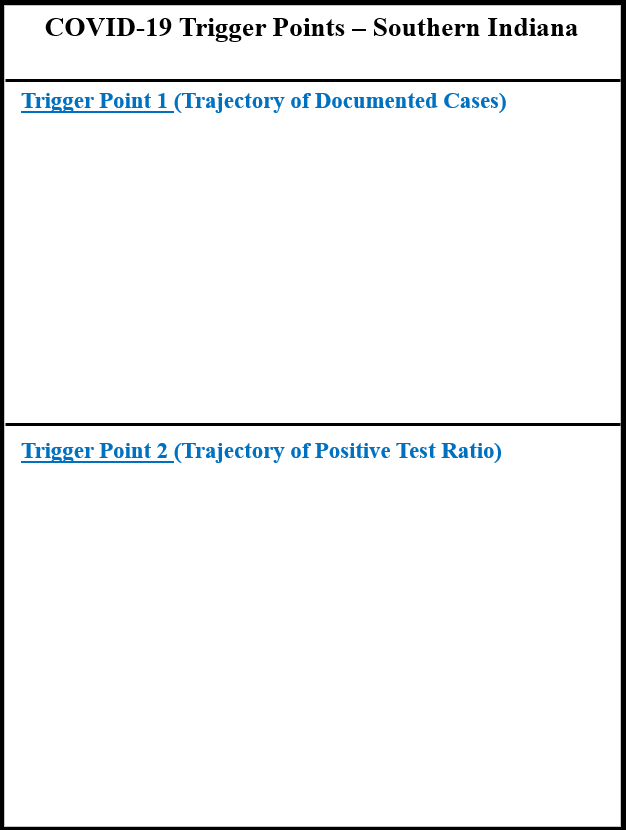 COVID-19 Trigger Points – Southern Indiana
Trigger Point 1 (Trajectory of Documented Cases)
Trigger Point 2 (Trajectory of Positive Test Ratio)